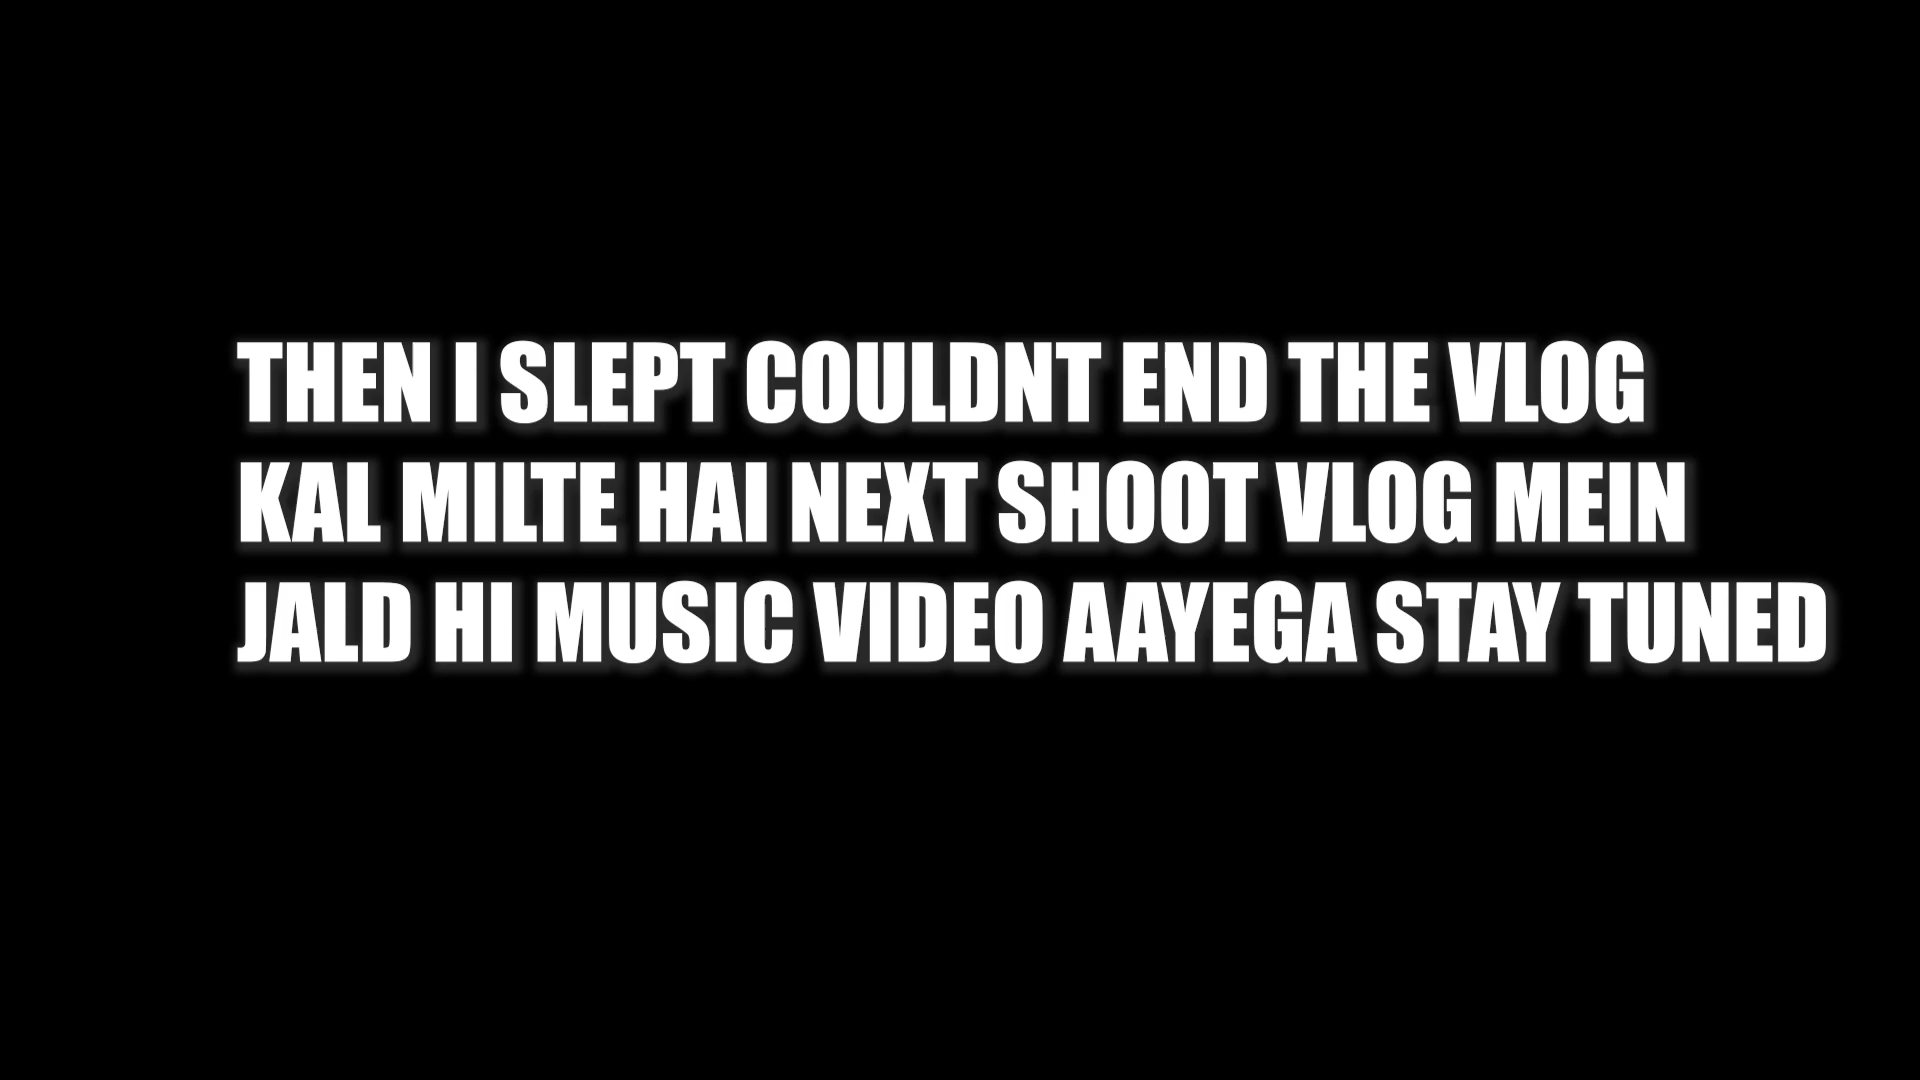 THEN I SLEPT COULDNT END THE VLOG
KAL MILTE HAI NEXT SHOOT VLOG MEIN
JALD HI MUSIC VIDEO AAYEGA STAY TUNED